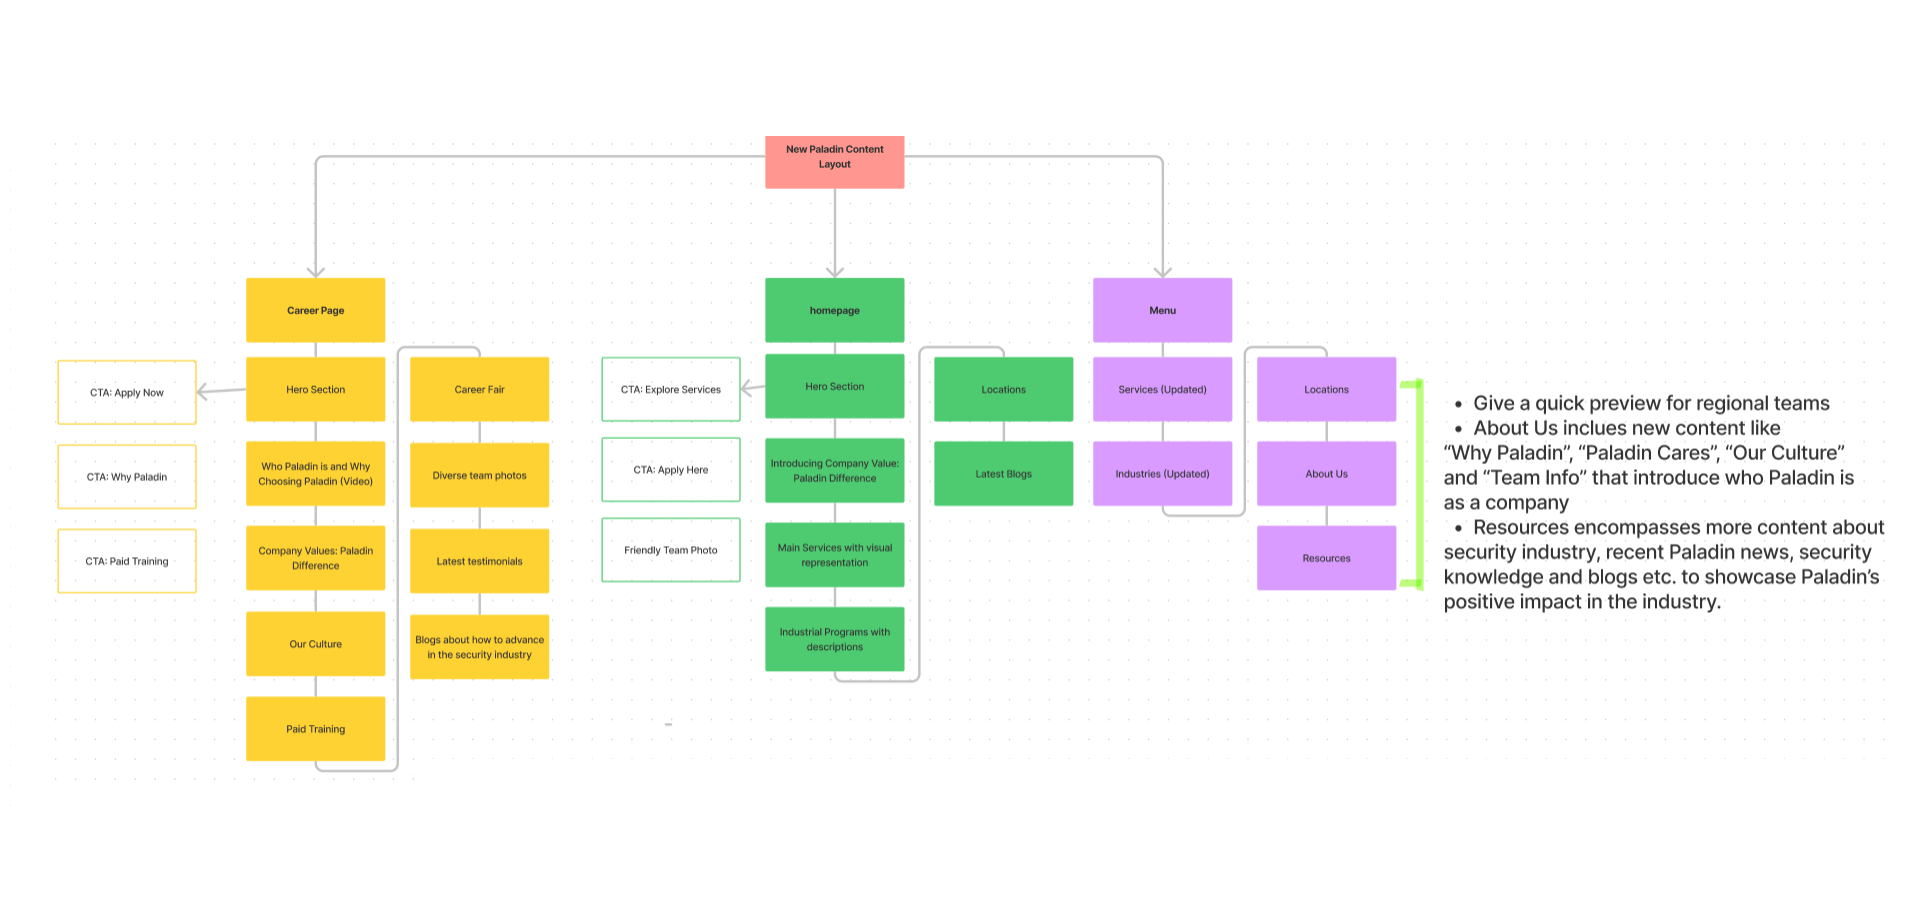 New Paladin Content
Layout
Career Page
Hero Section
Who Paladin is and Why
Choosing Paladin (Video)
Company Values: Paladin
Difference
Our Culture
Paid Training
CTA: Apply Now
CTA: Why Paladin
CTA: Paid Training
Career Fair
Diverse team photos
Latest testimonials
Blogs about how to advance
in the security industry
homepage
Hero Section
Introducing Company Value:
Paladin Difference
Main Services with visual
representation
Industrial Programs with
descriptions
CTA: Explore Services
CTA: Apply Here
Friendly Team Photo
Locations
Latest Blogs
Menu
Services (Updated)
Industries (Updated)
Locations
About Us
Resources
• Give a quick preview for regional teams
• About Us inclues new content like
“Why Paladin”, “Paladin Cares”, “Our Culture”
and “Team Info” that introduce who Paladin is
as a company
• Resources encompasses more content about
security industry, recent Paladin news, security
knowledge and blogs etc. to showcase Paladin’s
positive impact in the industry.